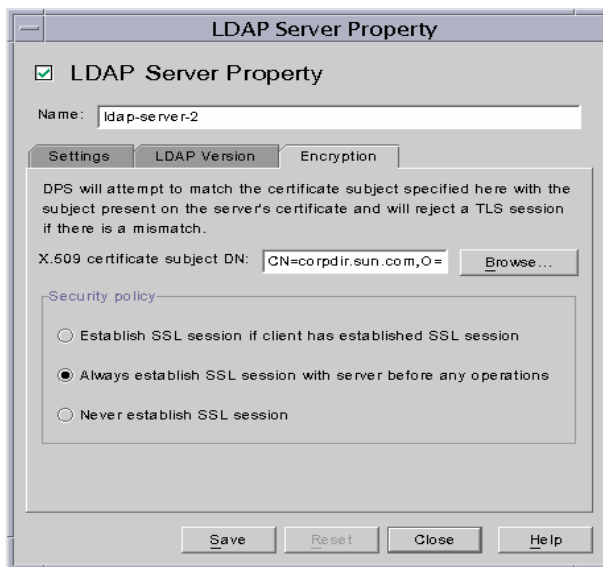 LDAP Server Property
LDAP Server Property
Name: ldap-server-2
Settings LDAP Version Encryption
DPS will attempt to match the certificate subject specified here with the
subject present on the server's certificate and will reject a TLS session
if there is a mismatch.
X.509 certificate subject DN: CN=corpdir.sun.com,O= Browse...
Security policy
Establish SSL session if client has established SSL session
Always establish SSL session with server before any operations
Never establish SSL session
Save Reset Close Help